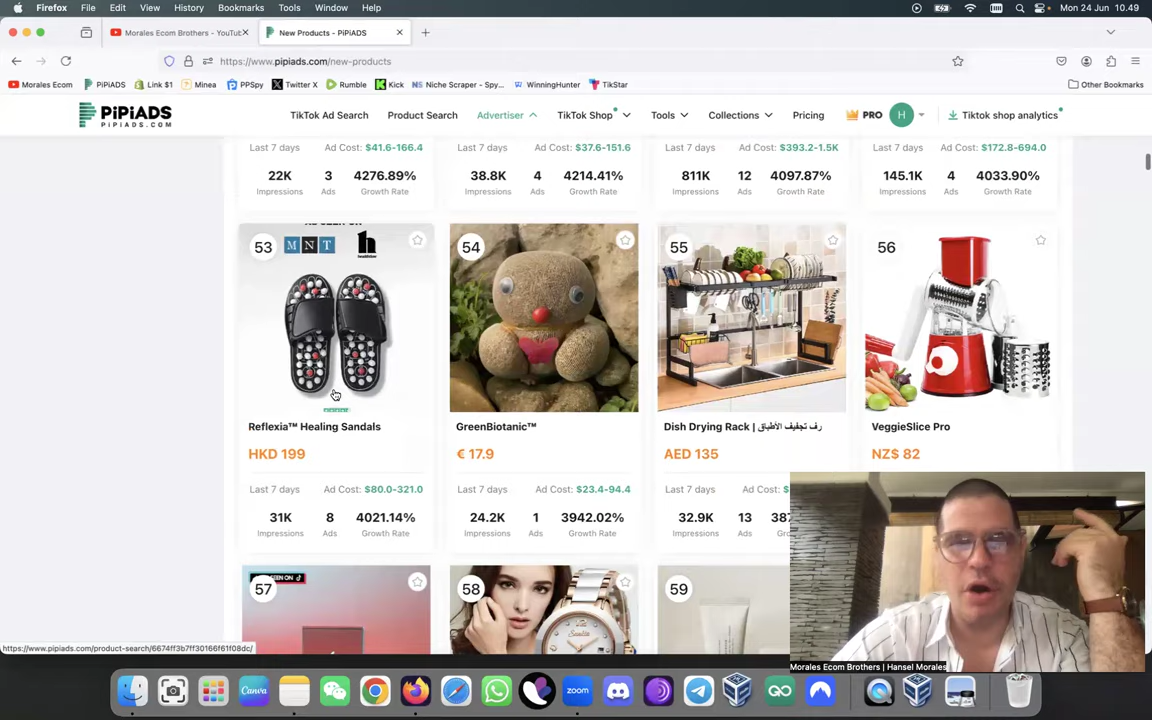 Firefox File Edit View History Bookmarks Tools Window Help Mon 24 Jun 10.49
Morales Ecom Brothers - YouTub
New Products - PiPiADS
https://www.pipiads.com/new-products
Morales Ecom PiPiADS Link $1 Minea PPSpy Twitter X Rumble Kick Niche Scraper - Spy... WinningHunter TikStar Other Bookmarks
PiPiADS
PIPIADS.COM
TikTok Ad Search Product Search Advertiser TikTok Shop Tools Collections Pricing PRO H Tiktok shop analytics
Last 7 days Ad Cost: $41.6-166.4
22K 3 4276.89%
Impressions Ads Growth Rate
Last 7 days Ad Cost: $37.6-151.6
38.8K 4 4214.41%
Impressions Ads Growth Rate
Last 7 days Ad Cost: $393.2-1.5K
811K 12 4097.87%
Impressions Ads Growth Rate
Last 7 days Ad Cost: $172.8-694.0
145.1K 4 4033.90%
Impressions Ads Growth Rate
53
MNT h
Reflexia™ Healing Sandals
HKD 199
Last 7 days Ad Cost: $80.0-321.0
31K 8 4021.14%
Impressions Ads Growth Rate
54
GreenBiotanic™
€ 17.9
Last 7 days Ad Cost: $23.4-94.4
24.2K 1 3942.02%
Impressions Ads Growth Rate
55
Dish Drying Rack | رف تجفيف الأطباق
AED 135
Last 7 days Ad Cost: $
32.9K 13 387
Impressions Ads Gro
56
VeggieSlice Pro
NZ$ 82
57
58
59
https://www.pipiads.com/product-search/6674ff3b7ff30166f61f08dc/
Morales Ecom Brothers | Hansel Morales
Canva
zoom
GO